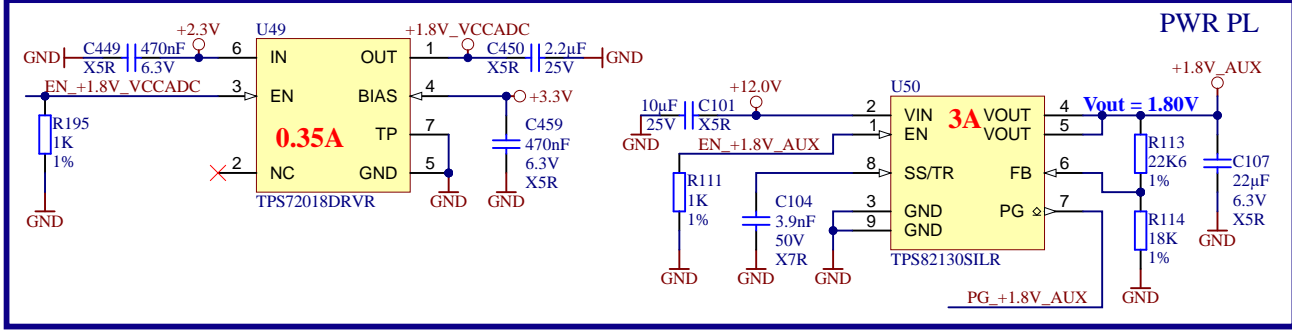 PWR PL
+2.3V
U49
+1.8V_VCCADC
GND
C449
470nF
X5R
6.3V
6
IN
OUT
1
C450
2.2µF
X5R
25V
GND
EN_+1.8V_VCCADC
3
EN
BIAS
4
+3.3V
R195
1K
1%
0.35A
TP
7
C459
470nF
6.3V
X5R
2
NC
GND
5
TPS72018DRVR
GND
GND
GND
+12.0V
U50
+1.8V_AUX
10µF
C101
25V
X5R
GND
2
VIN
3A
VOUT
4
Vout = 1.80V
1
EN
VOUT
5
EN_+1.8V_AUX
R113
22K6
1%
8
SS/TR
FB
6
C107
22µF
6.3V
X5R
R111
1K
1%
C104
3.9nF
50V
X7R
3
GND
PG
7
9
GND
R114
18K
1%
TPS82130SILR
GND
GND
GND
GND
GND
PG_+1.8V_AUX